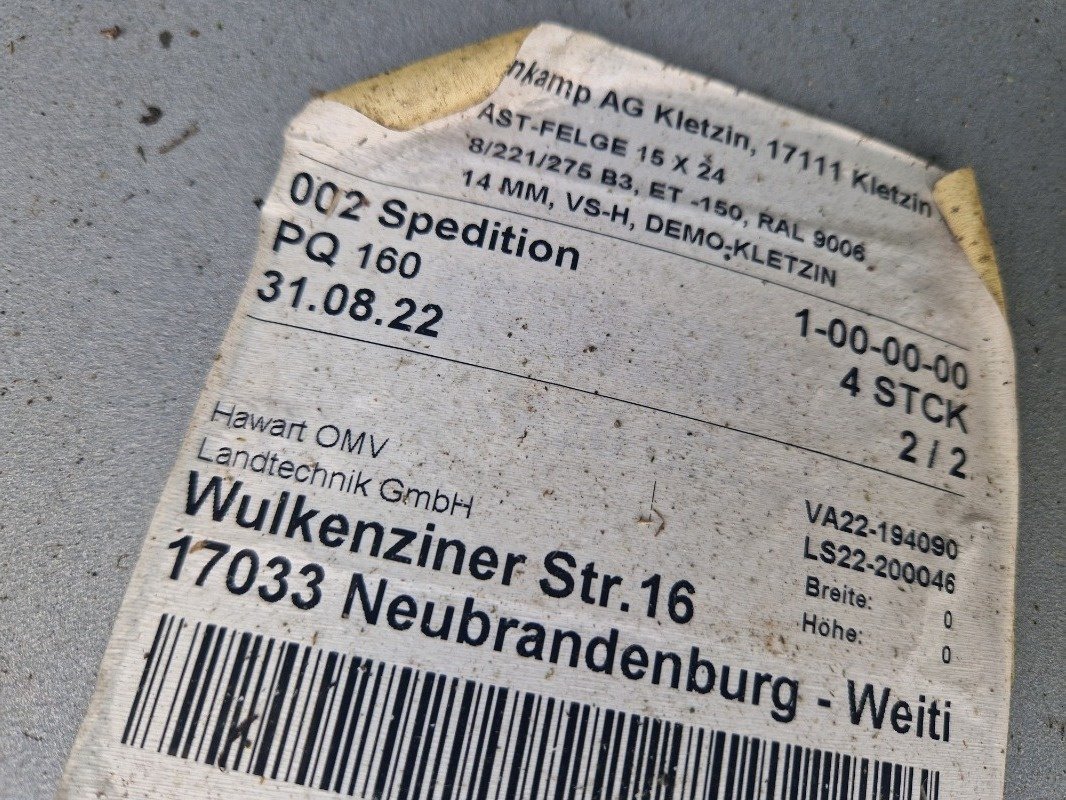 nkamp AG Kletzin, 17111 Kletzin
AST-FELGE 15 X 24
8/221/275 B3, ET -150, RAL 9006
14 MM, VS-H, DEMO-KLETZIN
002 Spedition
PQ 160
31.08.22
1-00-00-00
4 STCK
2 / 2
Hawart OMV
Landtechnik GmbH
Wulkenziner Str.16
17033 Neubrandenburg - Weiti
VA22-194090
LS22-200046
Breite: 0
Höhe: 0